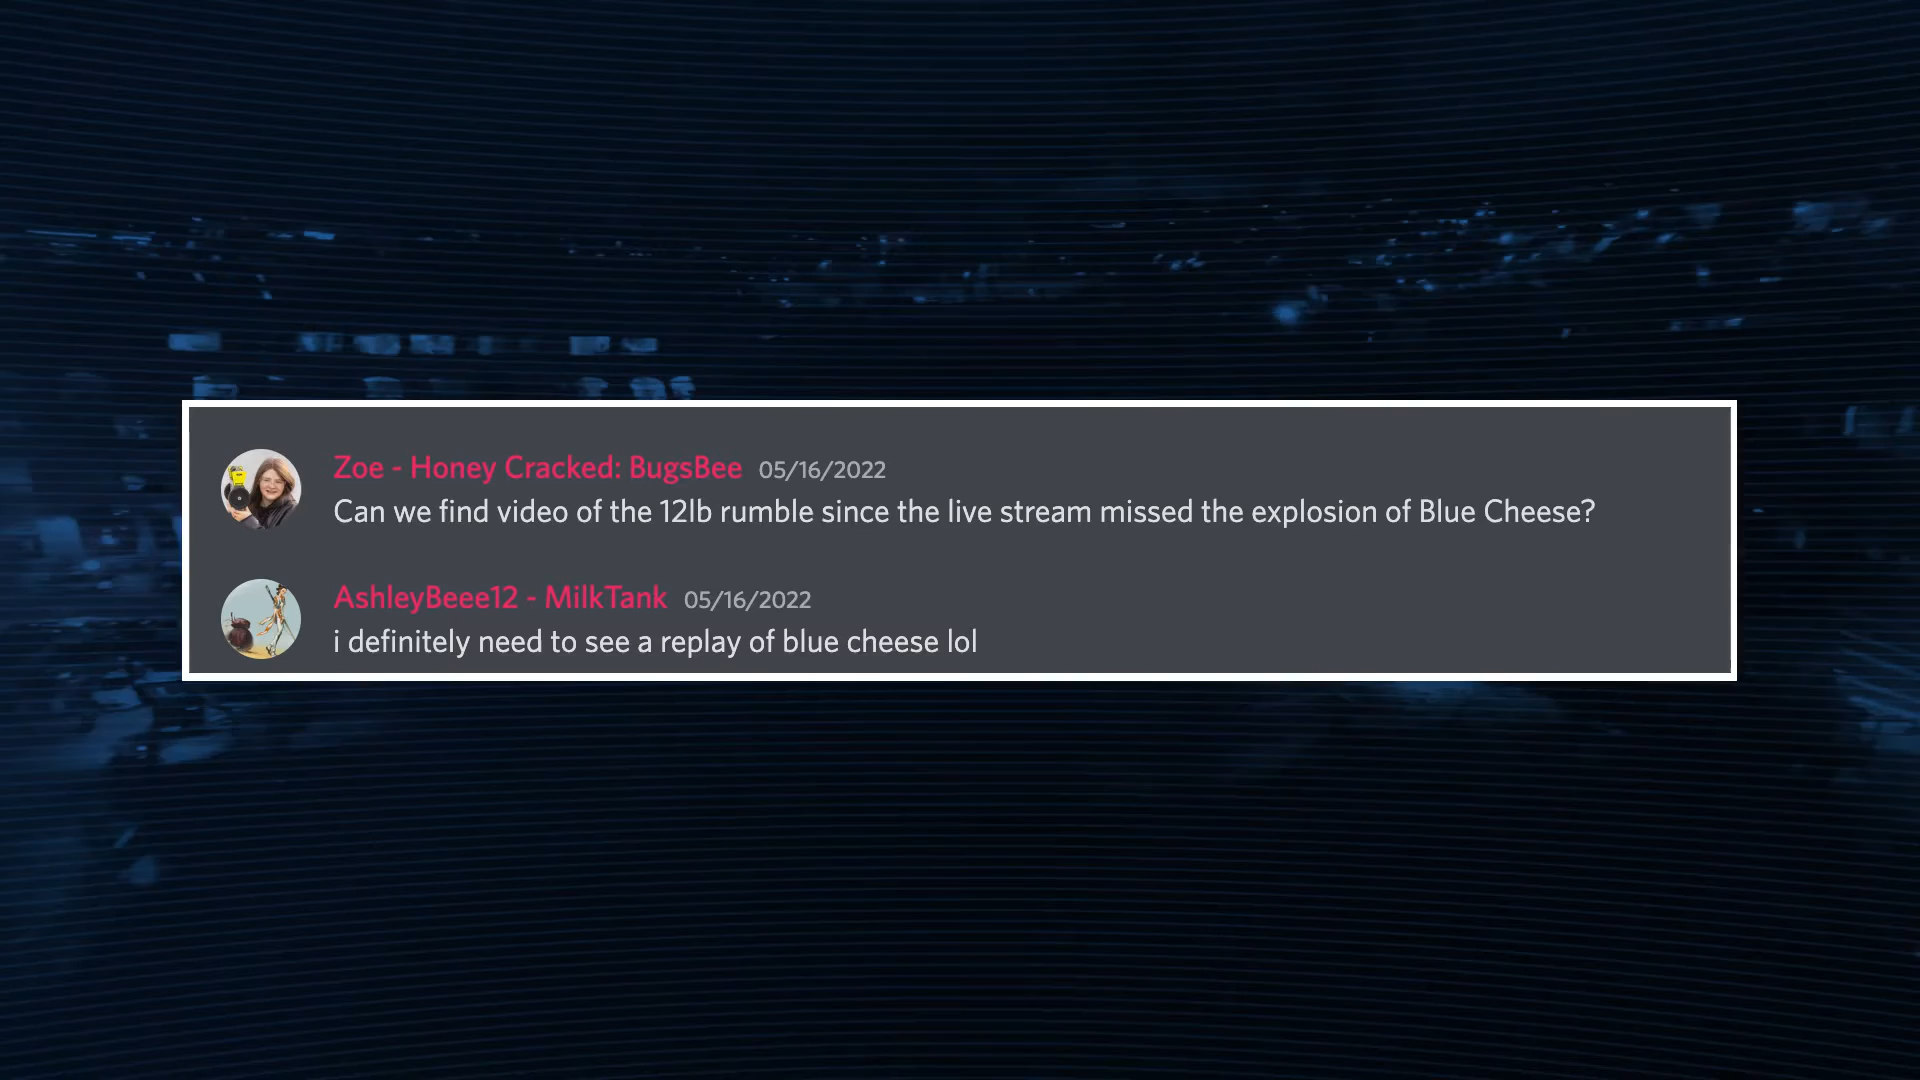 Zoe - Honey Cracked: BugsBee 05/16/2022
Can we find video of the 12lb rumble since the live stream missed the explosion of Blue Cheese?
AshleyBeee12 - MilkTank 05/16/2022
i definitely need to see a replay of blue cheese lol